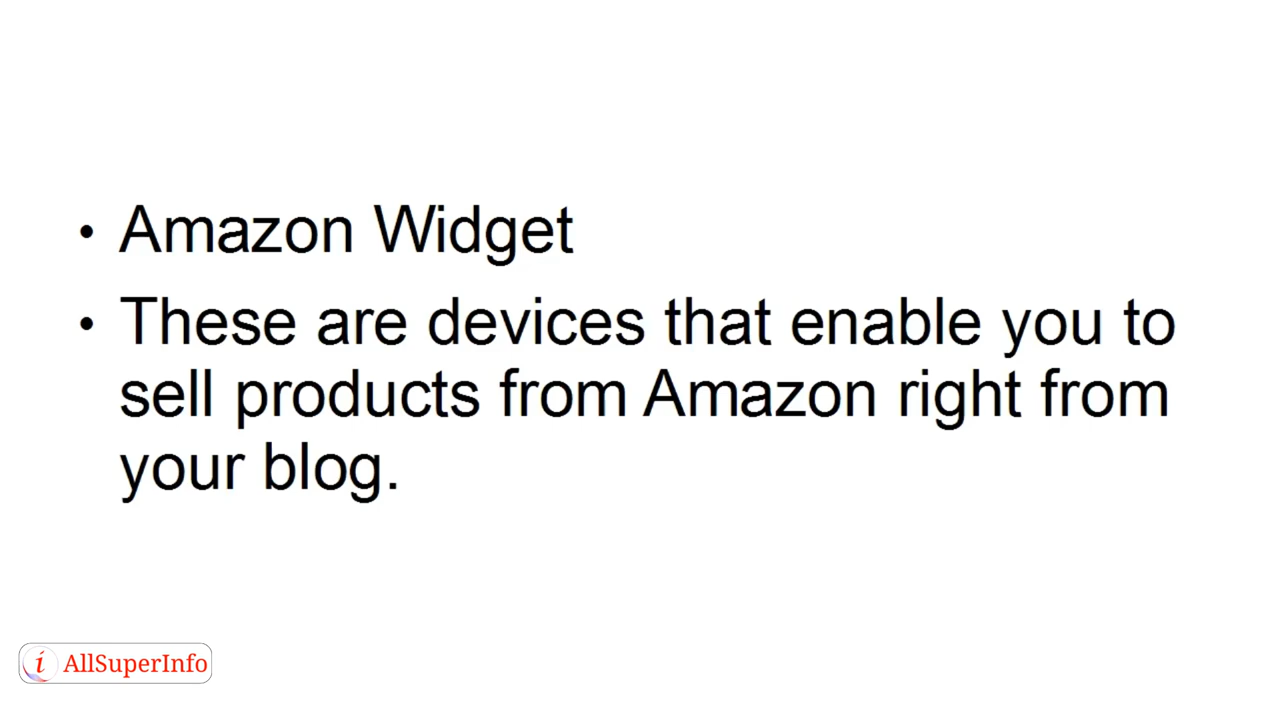 • Amazon Widget
• These are devices that enable you to
sell products from Amazon right from
your blog.
i AllSuperInfo